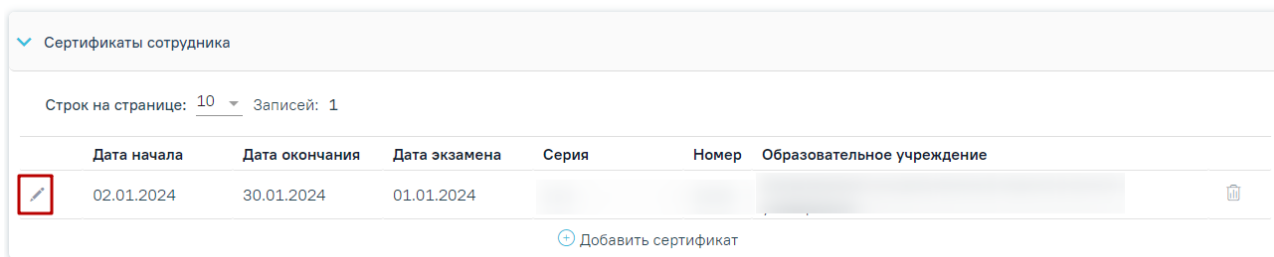 Сертификаты сотрудника
Строк на странице: 10 Записей: 1
Дата начала Дата окончания Дата экзамена Серия Номер Образовательное учреждение
02.01.2024 30.01.2024 01.01.2024
Добавить сертификат